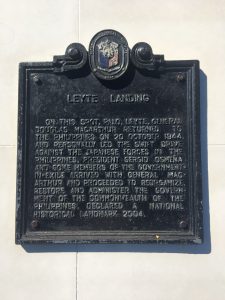 LEYTE LANDING
ON THIS SPOT, PALO, LEYTE, GENERAL
DOUGLAS MACARTHUR RETURNED TO
THE PHILIPPINES ON 20 OCTOBER 1944
AND PERSONALLY LED THE SWIFT DRIVE
AGAINST THE JAPANESE FORCES IN THE
PHILIPPINES. PRESIDENT SERGIO OSMEÑA
AND SOME MEMBERS OF THE GOVERNMENT-
IN-EXILE ARRIVED WITH GENERAL MAC-
ARTHUR AND PROCEEDED TO REORGANIZE,
RESTORE AND ADMINISTER THE GOVERN-
MENT OF THE COMMONWEALTH OF THE
PHILIPPINES. DECLARED A NATIONAL
HISTORICAL LANDMARK 2004.